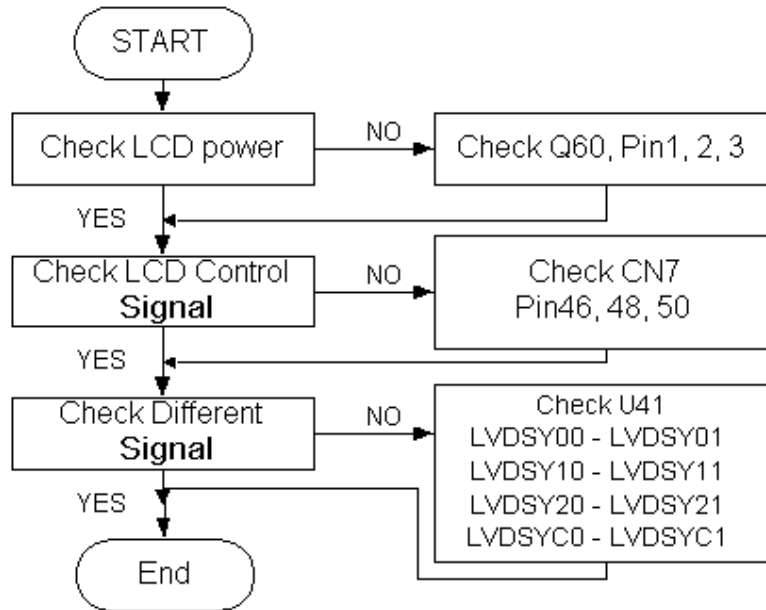 START
Check LCD power
NO
Check Q60, Pin1, 2, 3
YES
Check LCD Control
Signal
NO
Check CN7
Pin46, 48, 50
YES
Check Different
Signal
NO
Check U41
LVDSY00 - LVDSY01
LVDSY10 - LVDSY11
LVDSY20 - LVDSY21
LVDSYC0 - LVDSYC1
YES
End